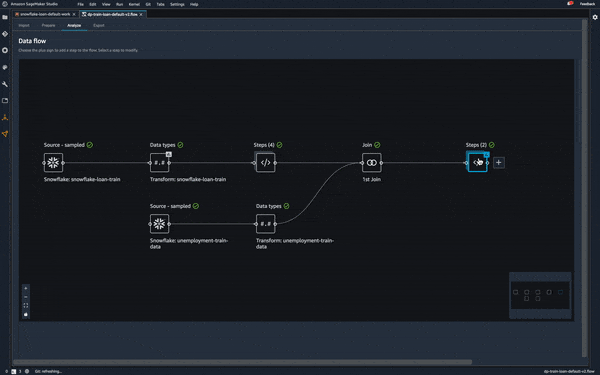 Amazon SageMaker Studio File Edit View Run Kernel Git Tabs Settings Help Feedback
snowflake-loan-default-work dp-train-loan-default-v2.flow
Import Prepare Analyze Export
Data flow
Choose the plus sign to add a step to the flow. Select a step to modify.
Source - sampled Data types Steps (4) Join Steps (2)
Snowflake: snowflake-loan-train Transform: snowflake-loan-train 1st Join
Source - sampled Data types
Snowflake: unemployment-train-data Transform: unemployment-train-data
Git: refreshing... dp-train-loan-default-v2.flow